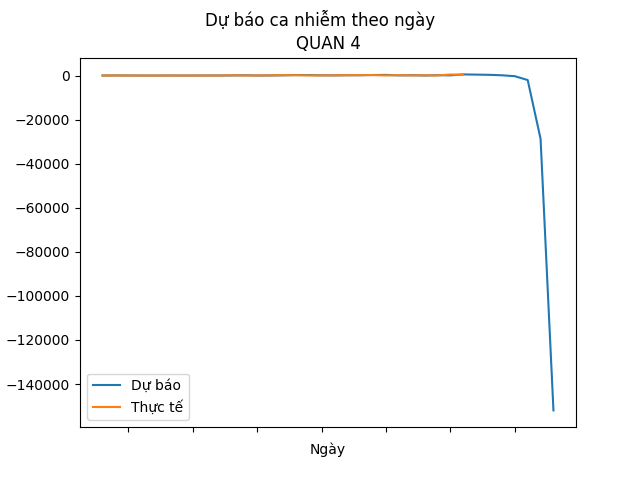 Dự báo ca nhiễm theo ngày
QUAN 4
0
−20000
−40000
−60000
−80000
−100000
−120000
−140000
Dự báo
Thực tế
Ngày